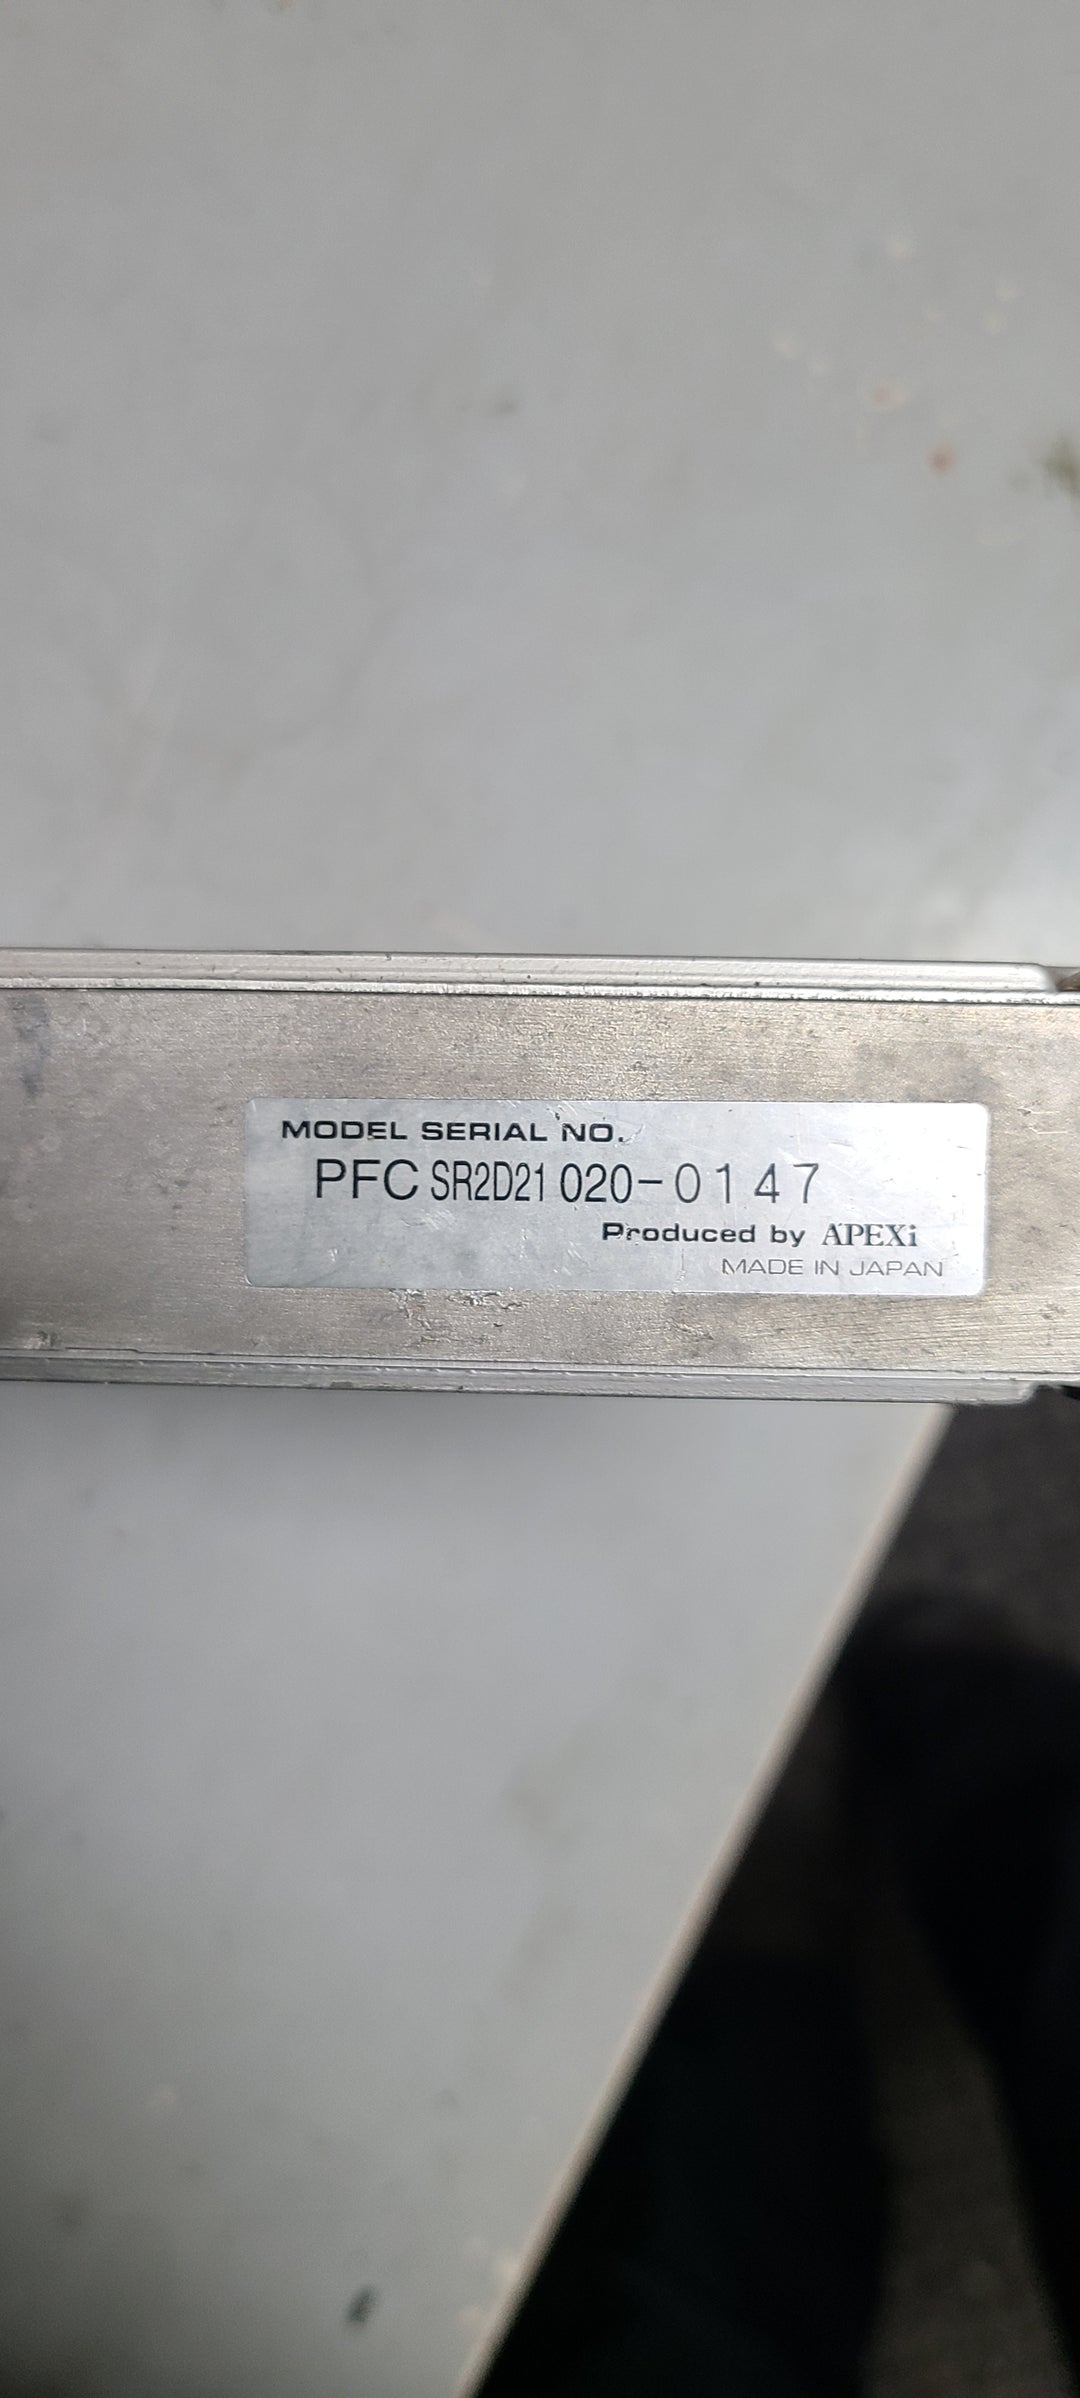 MODEL SERIAL NO.
PFC SR2D21 020-0147
Produced by APEXi
MADE IN JAPAN